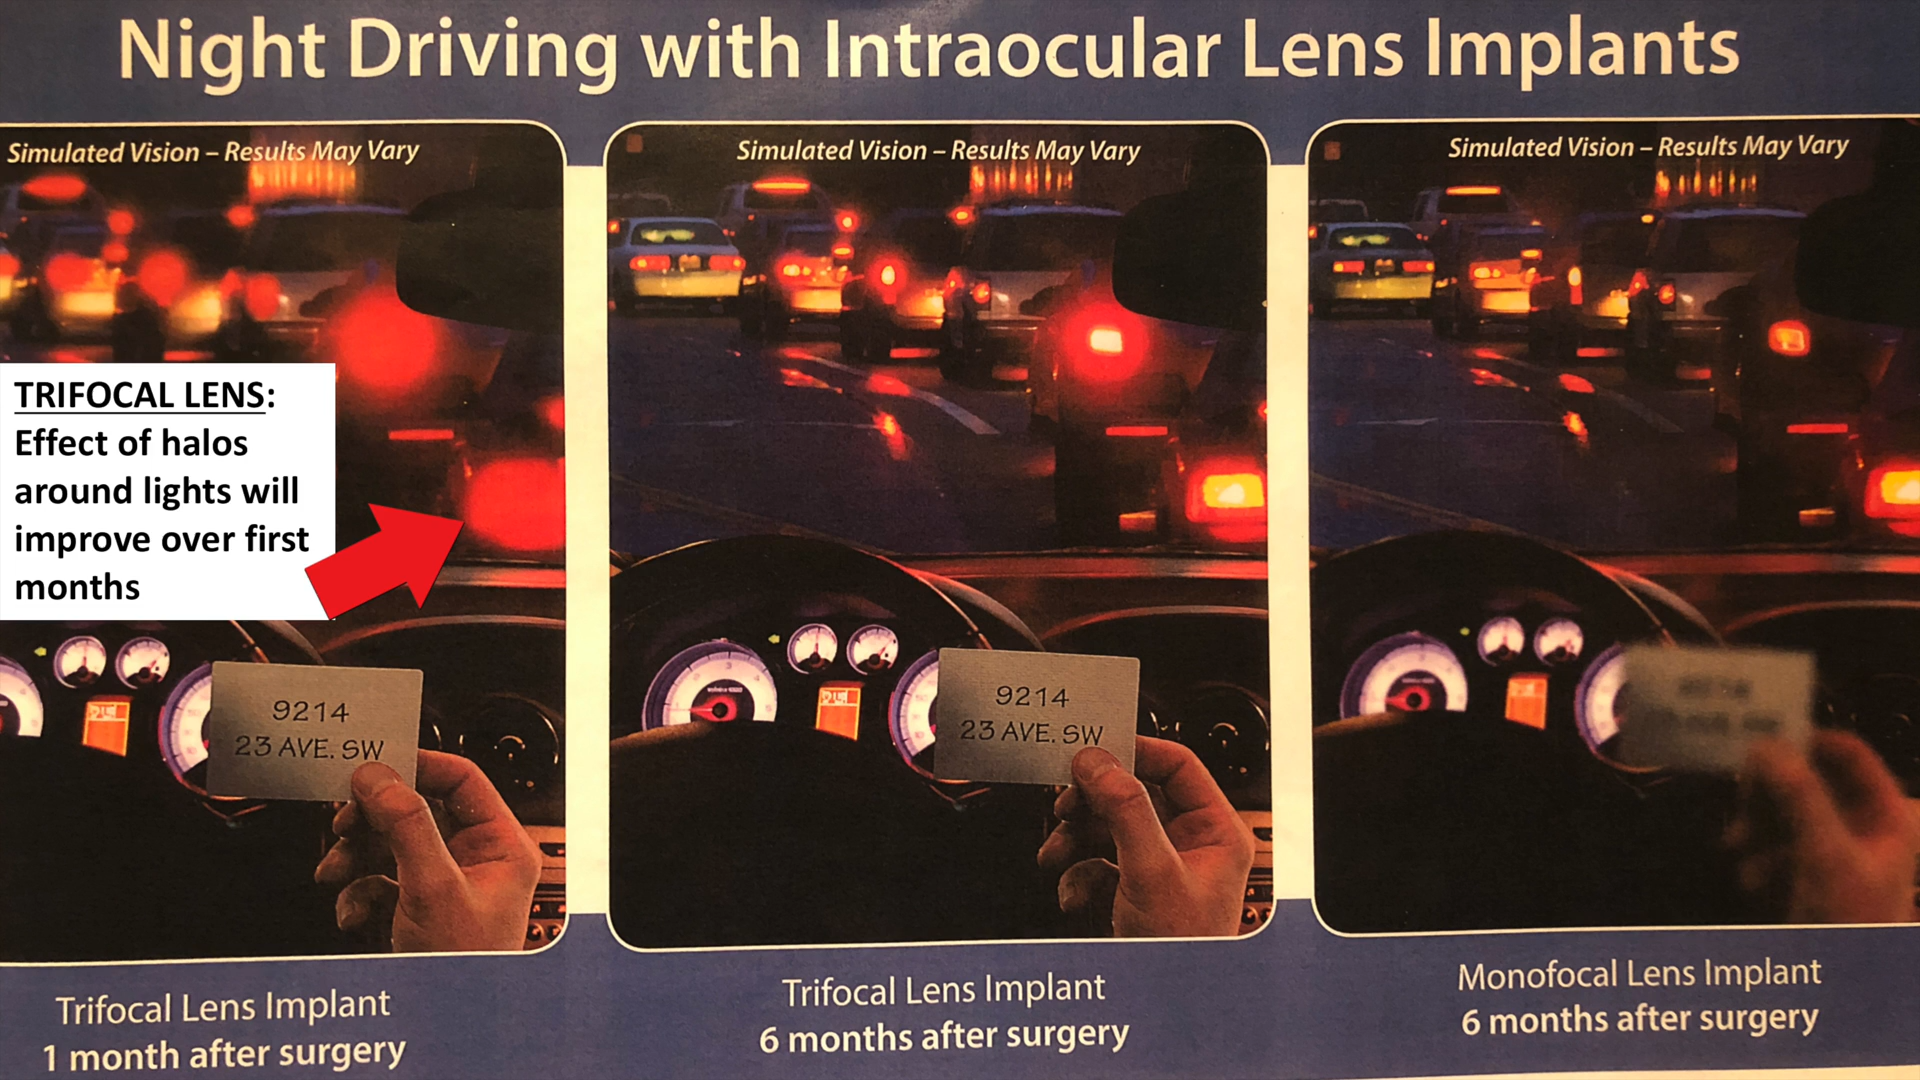 Night Driving with Intraocular Lens Implants
Simulated Vision – Results May Vary
Simulated Vision – Results May Vary
Simulated Vision – Results May Vary
TRIFOCAL LENS:
Effect of halos
around lights will
improve over first
months
9214
23 AVE. SW
9214
23 AVE. SW
Trifocal Lens Implant
1 month after surgery
Trifocal Lens Implant
6 months after surgery
Monofocal Lens Implant
6 months after surgery